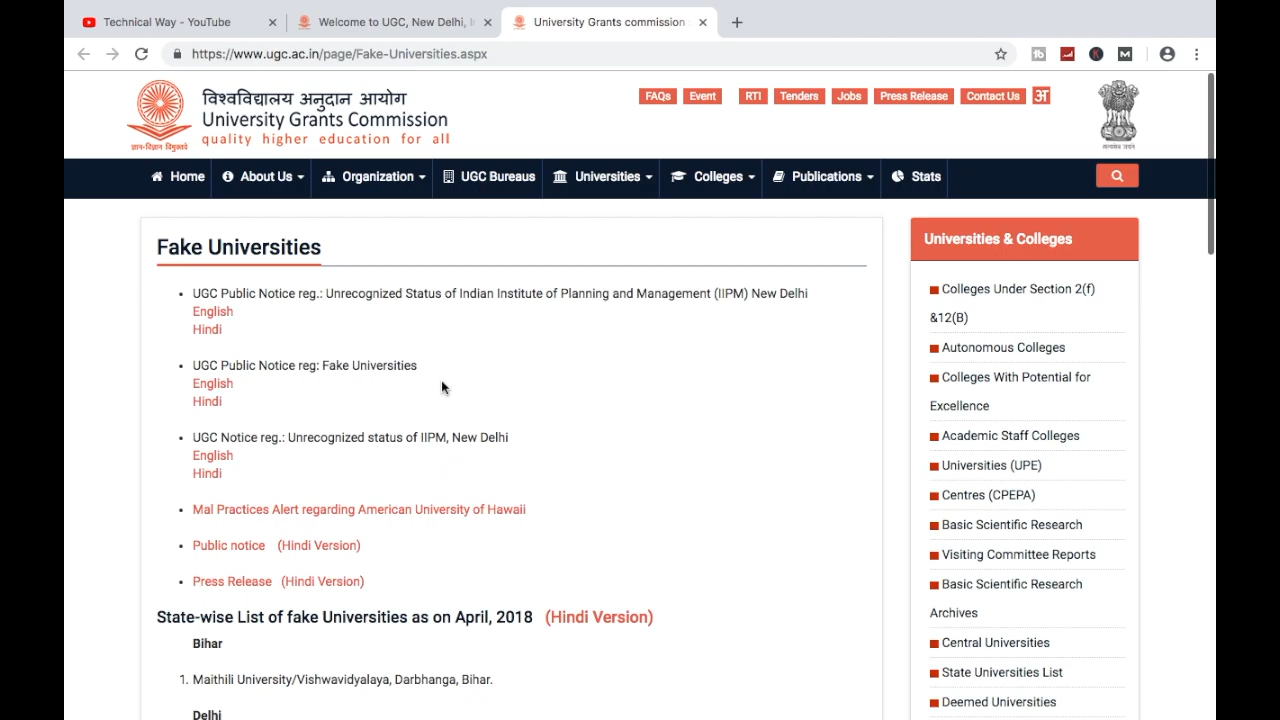 Technical Way - YouTube
Welcome to UGC, New Delhi, I
University Grants commission
https://www.ugc.ac.in/page/Fake-Universities.aspx
विश्वविद्यालय अनुदान आयोग
University Grants Commission
quality higher education for all
ज्ञान-विज्ञान विमुक्तये
FAQs
Event
RTI
Tenders
Jobs
Press Release
Contact Us
अ
सत्यमेव जयते
Home
About Us
Organization
UGC Bureaus
Universities
Colleges
Publications
Stats
Fake Universities
• UGC Public Notice reg.: Unrecognized Status of Indian Institute of Planning and Management (IIPM) New Delhi
English
Hindi
• UGC Public Notice reg: Fake Universities
English
Hindi
• UGC Notice reg.: Unrecognized status of IIPM, New Delhi
English
Hindi
• Mal Practices Alert regarding American University of Hawaii
• Public notice (Hindi Version)
• Press Release (Hindi Version)
State-wise List of fake Universities as on April, 2018 (Hindi Version)
Bihar
1. Maithili University/Vishwavidyalaya, Darbhanga, Bihar.
Delhi
Universities & Colleges
Colleges Under Section 2(f)
&12(B)
Autonomous Colleges
Colleges With Potential for
Excellence
Academic Staff Colleges
Universities (UPE)
Centres (CPEPA)
Basic Scientific Research
Visiting Committee Reports
Basic Scientific Research
Archives
Central Universities
State Universities List
Deemed Universities